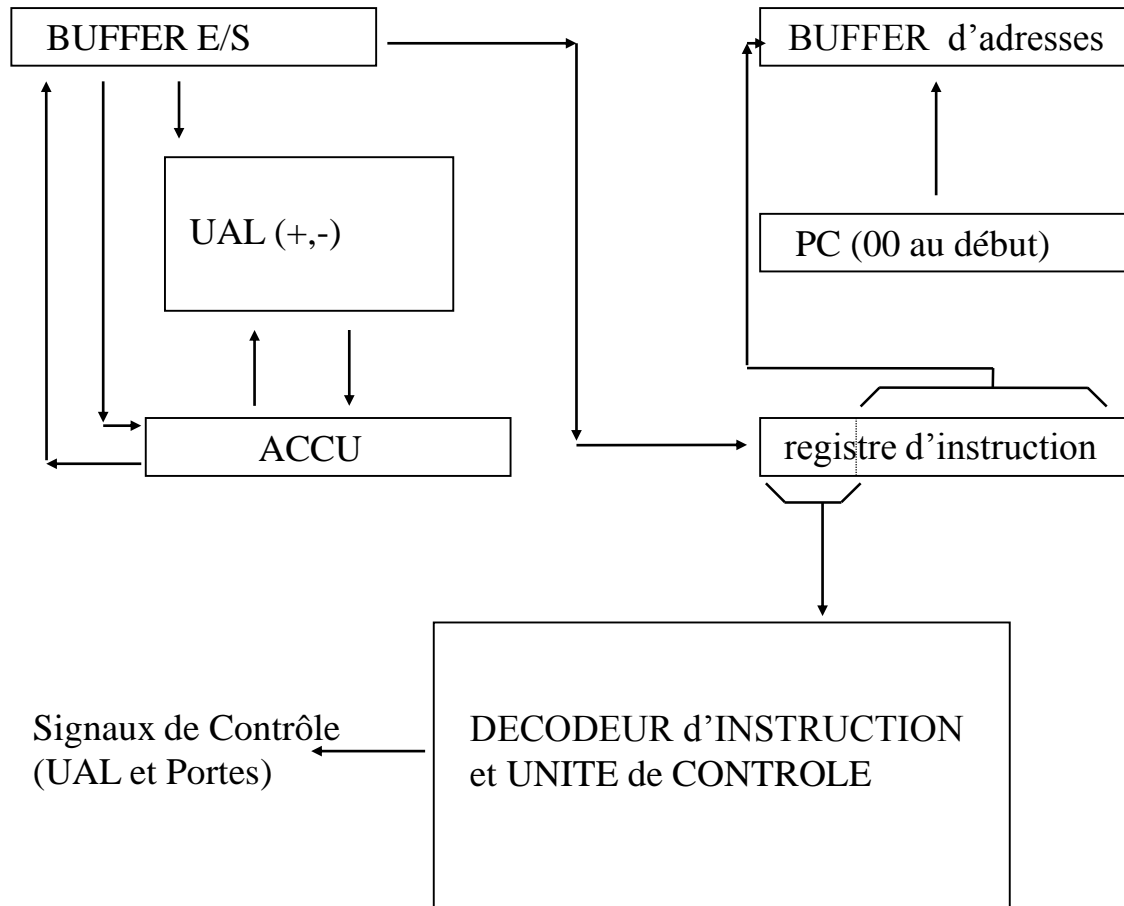 BUFFER E/S
BUFFER d'adresses
UAL (+,-)
PC (00 au début)
ACCU
registre d'instruction
Signaux de Contrôle
(UAL et Portes)
DECODEUR d'INSTRUCTION
et UNITE de CONTROLE